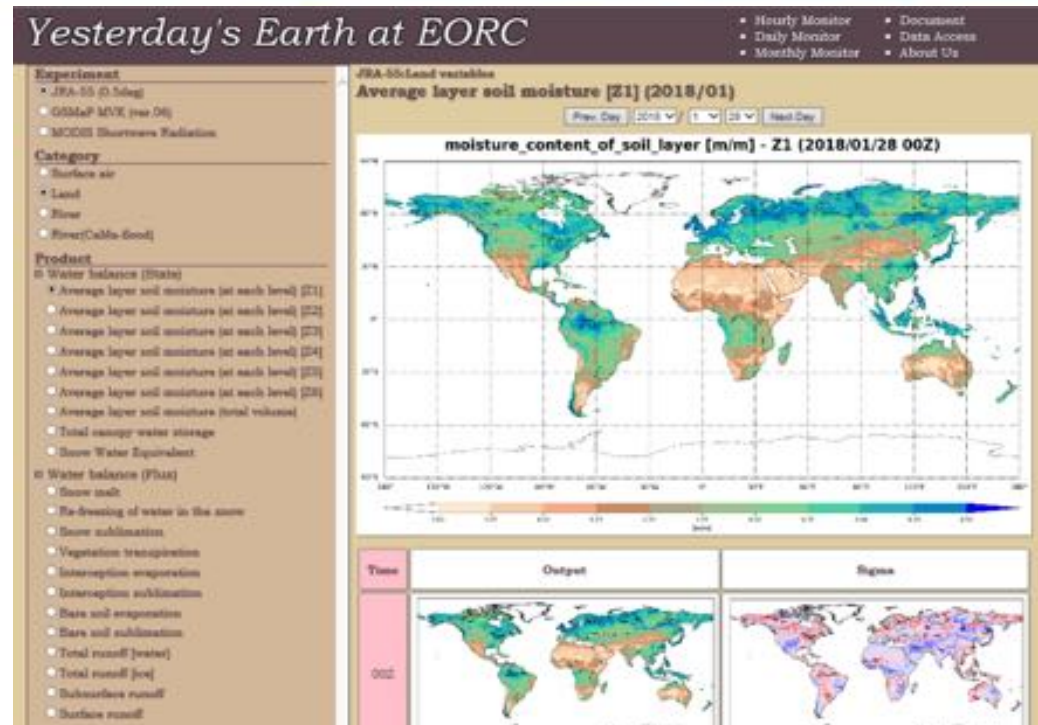 Yesterday's Earth at EORC
Hourly Monitor
Daily Monitor
Monthly Monitor
Document
Data Access
About Us
Experiment
JRA-55 (0.5deg)
GSMaP MVK (ver.06)
MODIS Shortwave Radiation
Category
Surface air
Land
River
River(CaMa-flood)
Product
Water balance (State)
Average layer soil moisture (at each level) [Z1]
Average layer soil moisture (at each level) [Z2]
Average layer soil moisture (at each level) [Z3]
Average layer soil moisture (at each level) [Z4]
Average layer soil moisture (at each level) [Z5]
Average layer soil moisture (at each level) [Z6]
Average layer soil moisture (total volume)
Total canopy water storage
Snow Water Equivalent
Water balance (Flux)
Snow melt
Re-freezing of water in the snow
Snow sublimation
Vegetation transpiration
Interception evaporation
Interception sublimation
Bare soil evaporation
Bare soil sublimation
Total runoff [water]
Total runoff [ice]
Subsurface runoff
Surface runoff
JRA-55:Land variables
Average layer soil moisture [Z1] (2018/01)
Prev. Day 2018 / 1 28 Next Day
moisture_content_of_soil_layer [m/m] - Z1 (2018/01/28 00Z)
Time Output Sigma
00Z